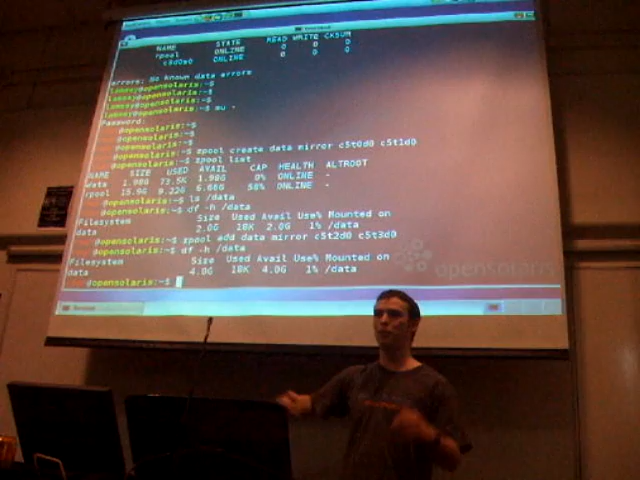 NAME STATE READ WRITE CKSUM
rpool ONLINE 0 0 0
c3d0s0 ONLINE 0 0 0
errors: No known data errors
@opensolaris:~$
@opensolaris:~$
@opensolaris:~$
@opensolaris:~$ su -
Password:
@opensolaris:~$
@opensolaris:~$
@opensolaris:~$
@opensolaris:~$ zpool create data mirror c5t0d0 c5t1d0
@opensolaris:~$ zpool list
NAME SIZE USED AVAIL CAP HEALTH ALTROOT
data 1.98G 73.5K 1.98G 0% ONLINE -
rpool 15.9G 9.22G 6.66G 58% ONLINE -
@opensolaris:~$ ls /data
@opensolaris:~$ df -h /data
Filesystem Size Used Avail Use% Mounted on
data 2.0G 18K 2.0G 1% /data
@opensolaris:~$ zpool add data mirror c5t2d0 c5t3d0
@opensolaris:~$ df -h /data
Filesystem Size Used Avail Use% Mounted on
data 4.0G 18K 4.0G 1% /data
@opensolaris:~$
opensolaris